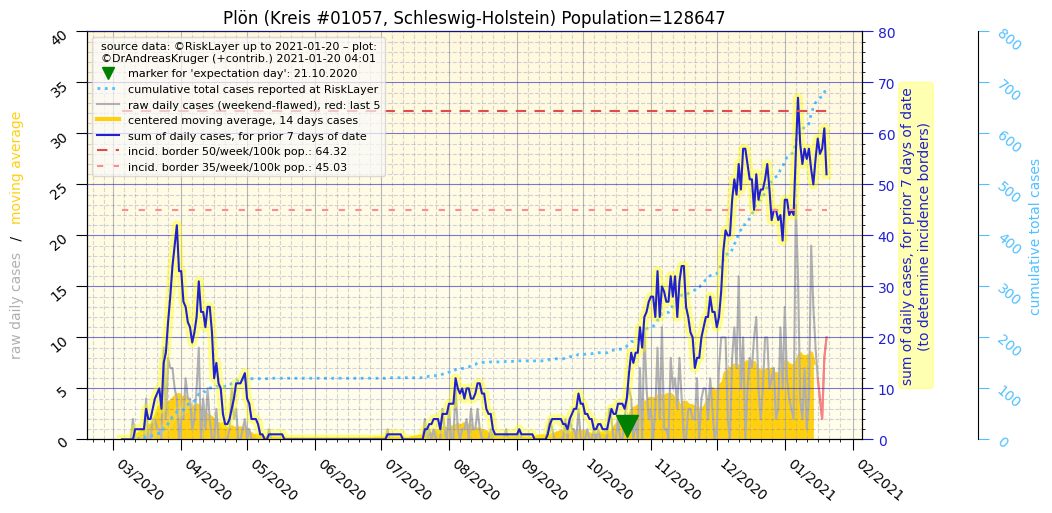 Plön (Kreis #01057, Schleswig-Holstein) Population=128647
source data: ©RiskLayer up to 2021-01-20 – plot:
©DrAndreasKruger (+contrib.) 2021-01-20 04:01
marker for 'expectation day': 21.10.2020
cumulative total cases reported at RiskLayer
raw daily cases (weekend-flawed), red: last 5
centered moving average, 14 days cases
sum of daily cases, for prior 7 days of date
incid. border 50/week/100k pop.: 64.32
incid. border 35/week/100k pop.: 45.03
raw daily cases / moving average
40
35
30
25
20
15
10
5
0
03/2020
04/2020
05/2020
06/2020
07/2020
08/2020
09/2020
10/2020
11/2020
12/2020
01/2021
02/2021
80
70
60
50
40
30
20
10
0
sum of daily cases, for prior 7 days of date
(to determine incidence borders)
800
700
600
500
400
300
200
100
0
cumulative total cases